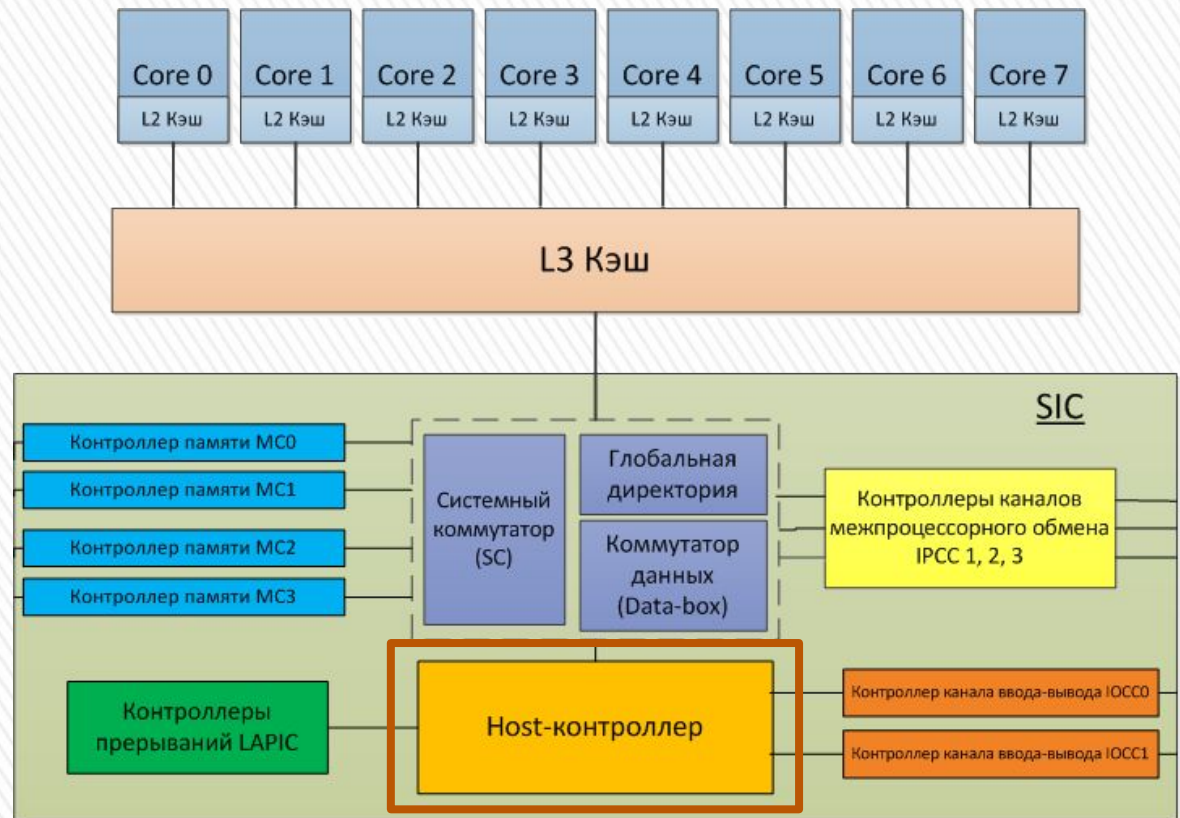 Core 0
L2 Кэш
Core 1
L2 Кэш
Core 2
L2 Кэш
Core 3
L2 Кэш
Core 4
L2 Кэш
Core 5
L2 Кэш
Core 6
L2 Кэш
Core 7
L2 Кэш
L3 Кэш
SIC
Контроллер памяти MC0
Контроллер памяти MC1
Контроллер памяти MC2
Контроллер памяти MC3
Системный
коммутатор
(SC)
Глобальная
директория
Коммутатор
данных
(Data-box)
Контроллеры каналов
межпроцессорного обмена
IPCC 1, 2, 3
Контроллеры
прерываний LAPIC
Host-контроллер
Контроллер канала ввода-вывода IOCC0
Контроллер канала ввода-вывода IOCC1